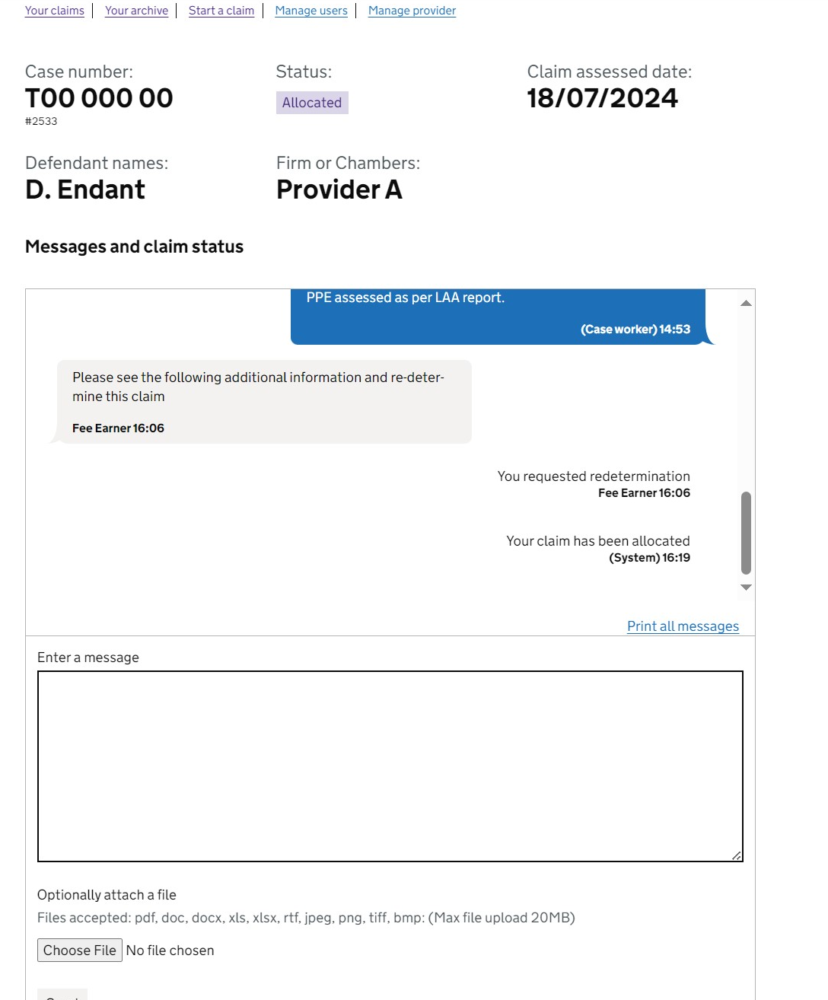 Your claims | Your archive | Start a claim | Manage users | Manage provider
Case number:
T00 000 00
#2533
Status:
Allocated
Claim assessed date:
18/07/2024
Defendant names:
D. Endant
Firm or Chambers:
Provider A
Messages and claim status
PPE assessed as per LAA report.
(Case worker) 14:53
Please see the following additional information and re-deter-
mine this claim
Fee Earner 16:06
You requested redetermination
Fee Earner 16:06
Your claim has been allocated
(System) 16:19
Print all messages
Enter a message
Optionally attach a file
Files accepted: pdf, doc, docx, xls, xlsx, rtf, jpeg, png, tiff, bmp: (Max file upload 20MB)
Choose File No file chosen